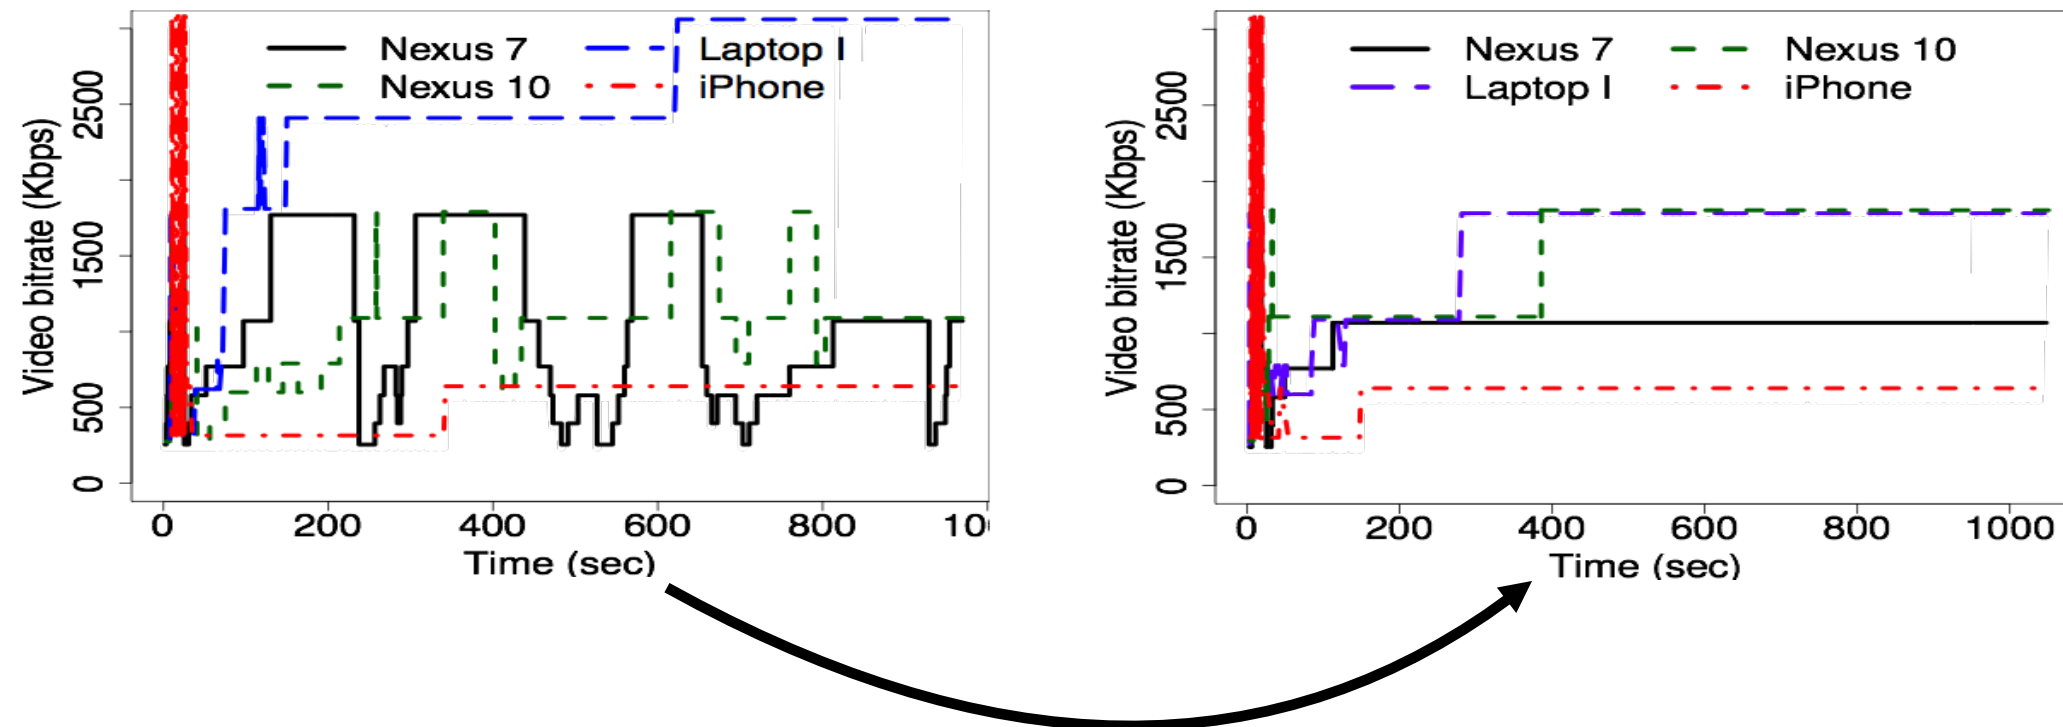 Nexus 7
Laptop I
Nexus 10
iPhone
Video bitrate (Kbps)
2500
1500
500
0
0 200 400 600 800 10
Time (sec)
Nexus 7
Nexus 10
Laptop I
iPhone
Video bitrate (Kbps)
2500
1500
500
0
0 200 400 600 800 1000
Time (sec)